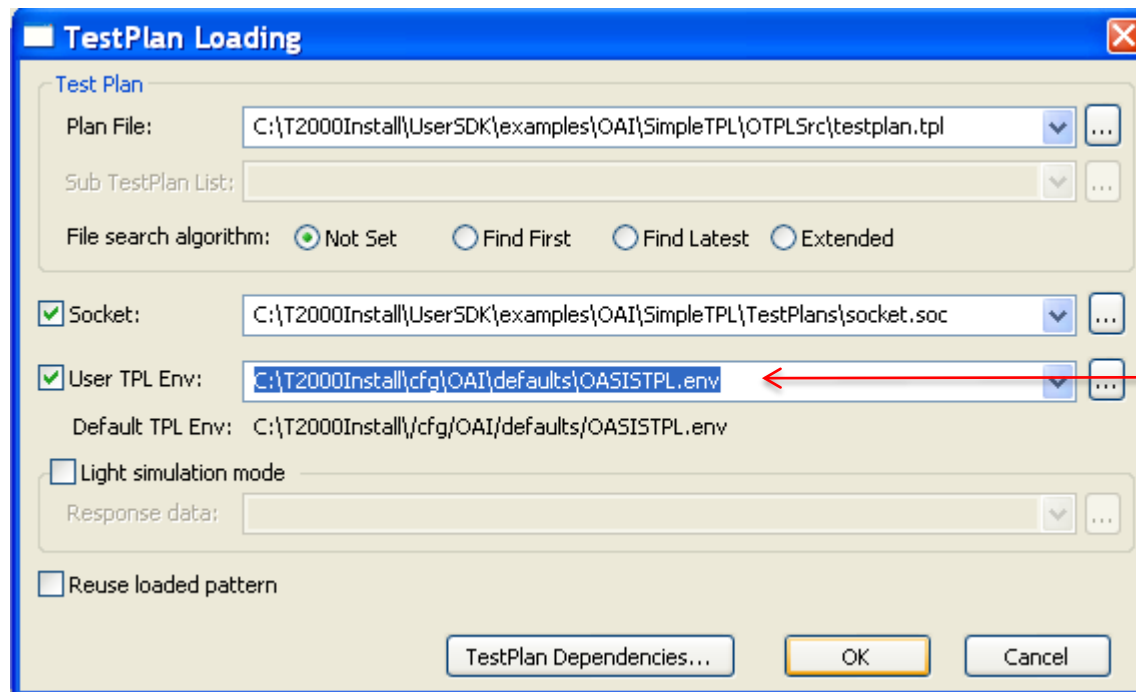 TestPlan Loading
Test Plan
Plan File: C:\T2000Install\UserSDK\examples\OAI\SimpleTPL\OTPLSrc\testplan.tpl ...
Sub TestPlan List: ...
File search algorithm: Not Set Find First Find Latest Extended
Socket: C:\T2000Install\UserSDK\examples\OAI\SimpleTPL\TestPlans\socket.soc ...
User TPL Env: C:\T2000Install\cfg\OAI\defaults\OASISTPL.env ...
Default TPL Env: C:\T2000Install\/cfg/OAI/defaults/OASISTPL.env
Light simulation mode
Response data: ...
Reuse loaded pattern
TestPlan Dependencies... OK Cancel